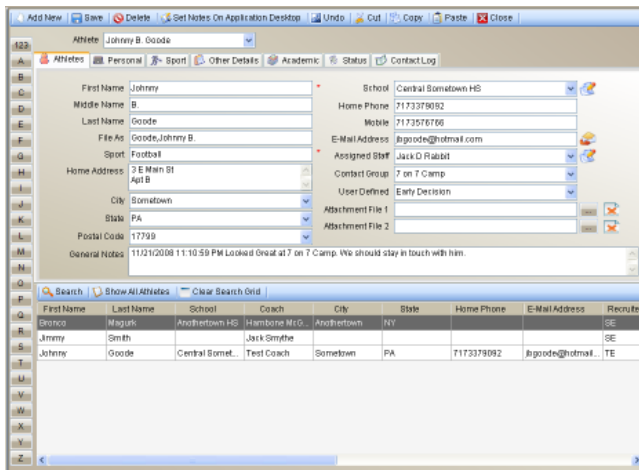 Add New Save Delete Set Notes On Application Desktop Undo Cut Copy Paste Close
Athlete Johnny B. Goode
Athletes Personal Sport Other Details Academic Status Contact Log
123
A
B
C
D
E
F
G
H
I
J
K
L
M
N
O
P
Q
R
S
T
U
V
W
X
Y
Z
First Name Johnny * School Central Sometown HS
Middle Name B. Home Phone 7173379092
Last Name Goode Mobile 7173576766
File As Goode,Johnny B. E-Mail Address jbgoode@hotmail.com
Sport Football * Assigned Staff Jack D Rabbit
Home Address 3 E Main St Contact Group 7 on 7 Camp
Apt B
User Defined Early Decision
City Sometown Attachment File 1 ...
State PA Attachment File 2 ...
Postal Code 17799
General Notes 11/21/2008 11:10:59 PM Looked Great at 7 on 7 Camp. We should stay in touch with him.
Search Show All Athletes Clear Search Grid
First Name Last Name School Coach City State Home Phone E-Mail Address Recruite
Bronco Magurk Anothertown HS Hambone McG... Anothertown NY SE
Jimmy Smith Jack Smythe SE
Johnny Goode Central Somet... Test Coach Sometown PA 7173379092 jbgoode@hotmail... TE